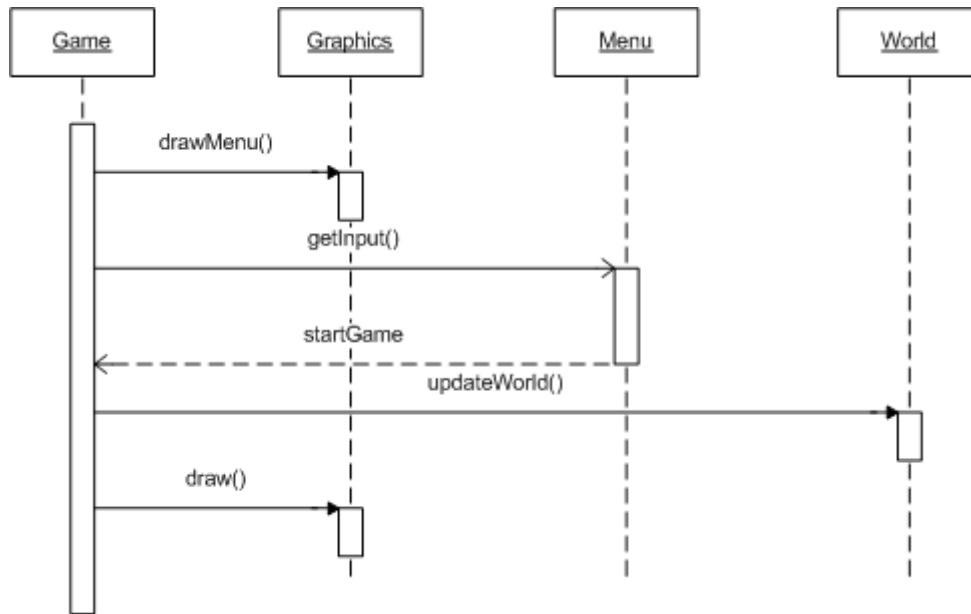 Game
Graphics
Menu
World
drawMenu()
getInput()
startGame
updateWorld()
draw()